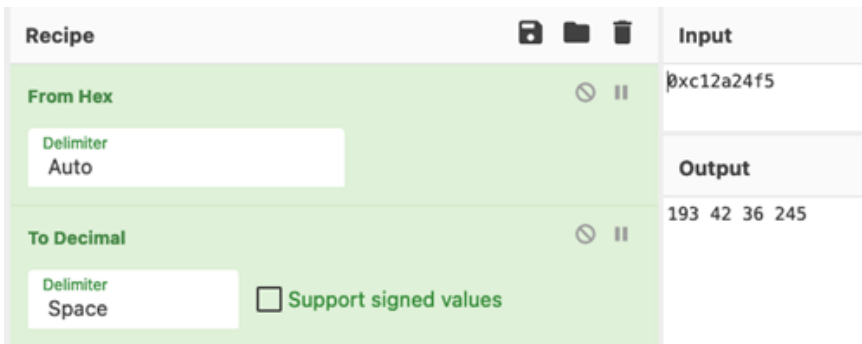 Recipe
From Hex
Delimiter
Auto
To Decimal
Delimiter
Space
Support signed values
Input
0xc12a24f5
Output
193 42 36 245